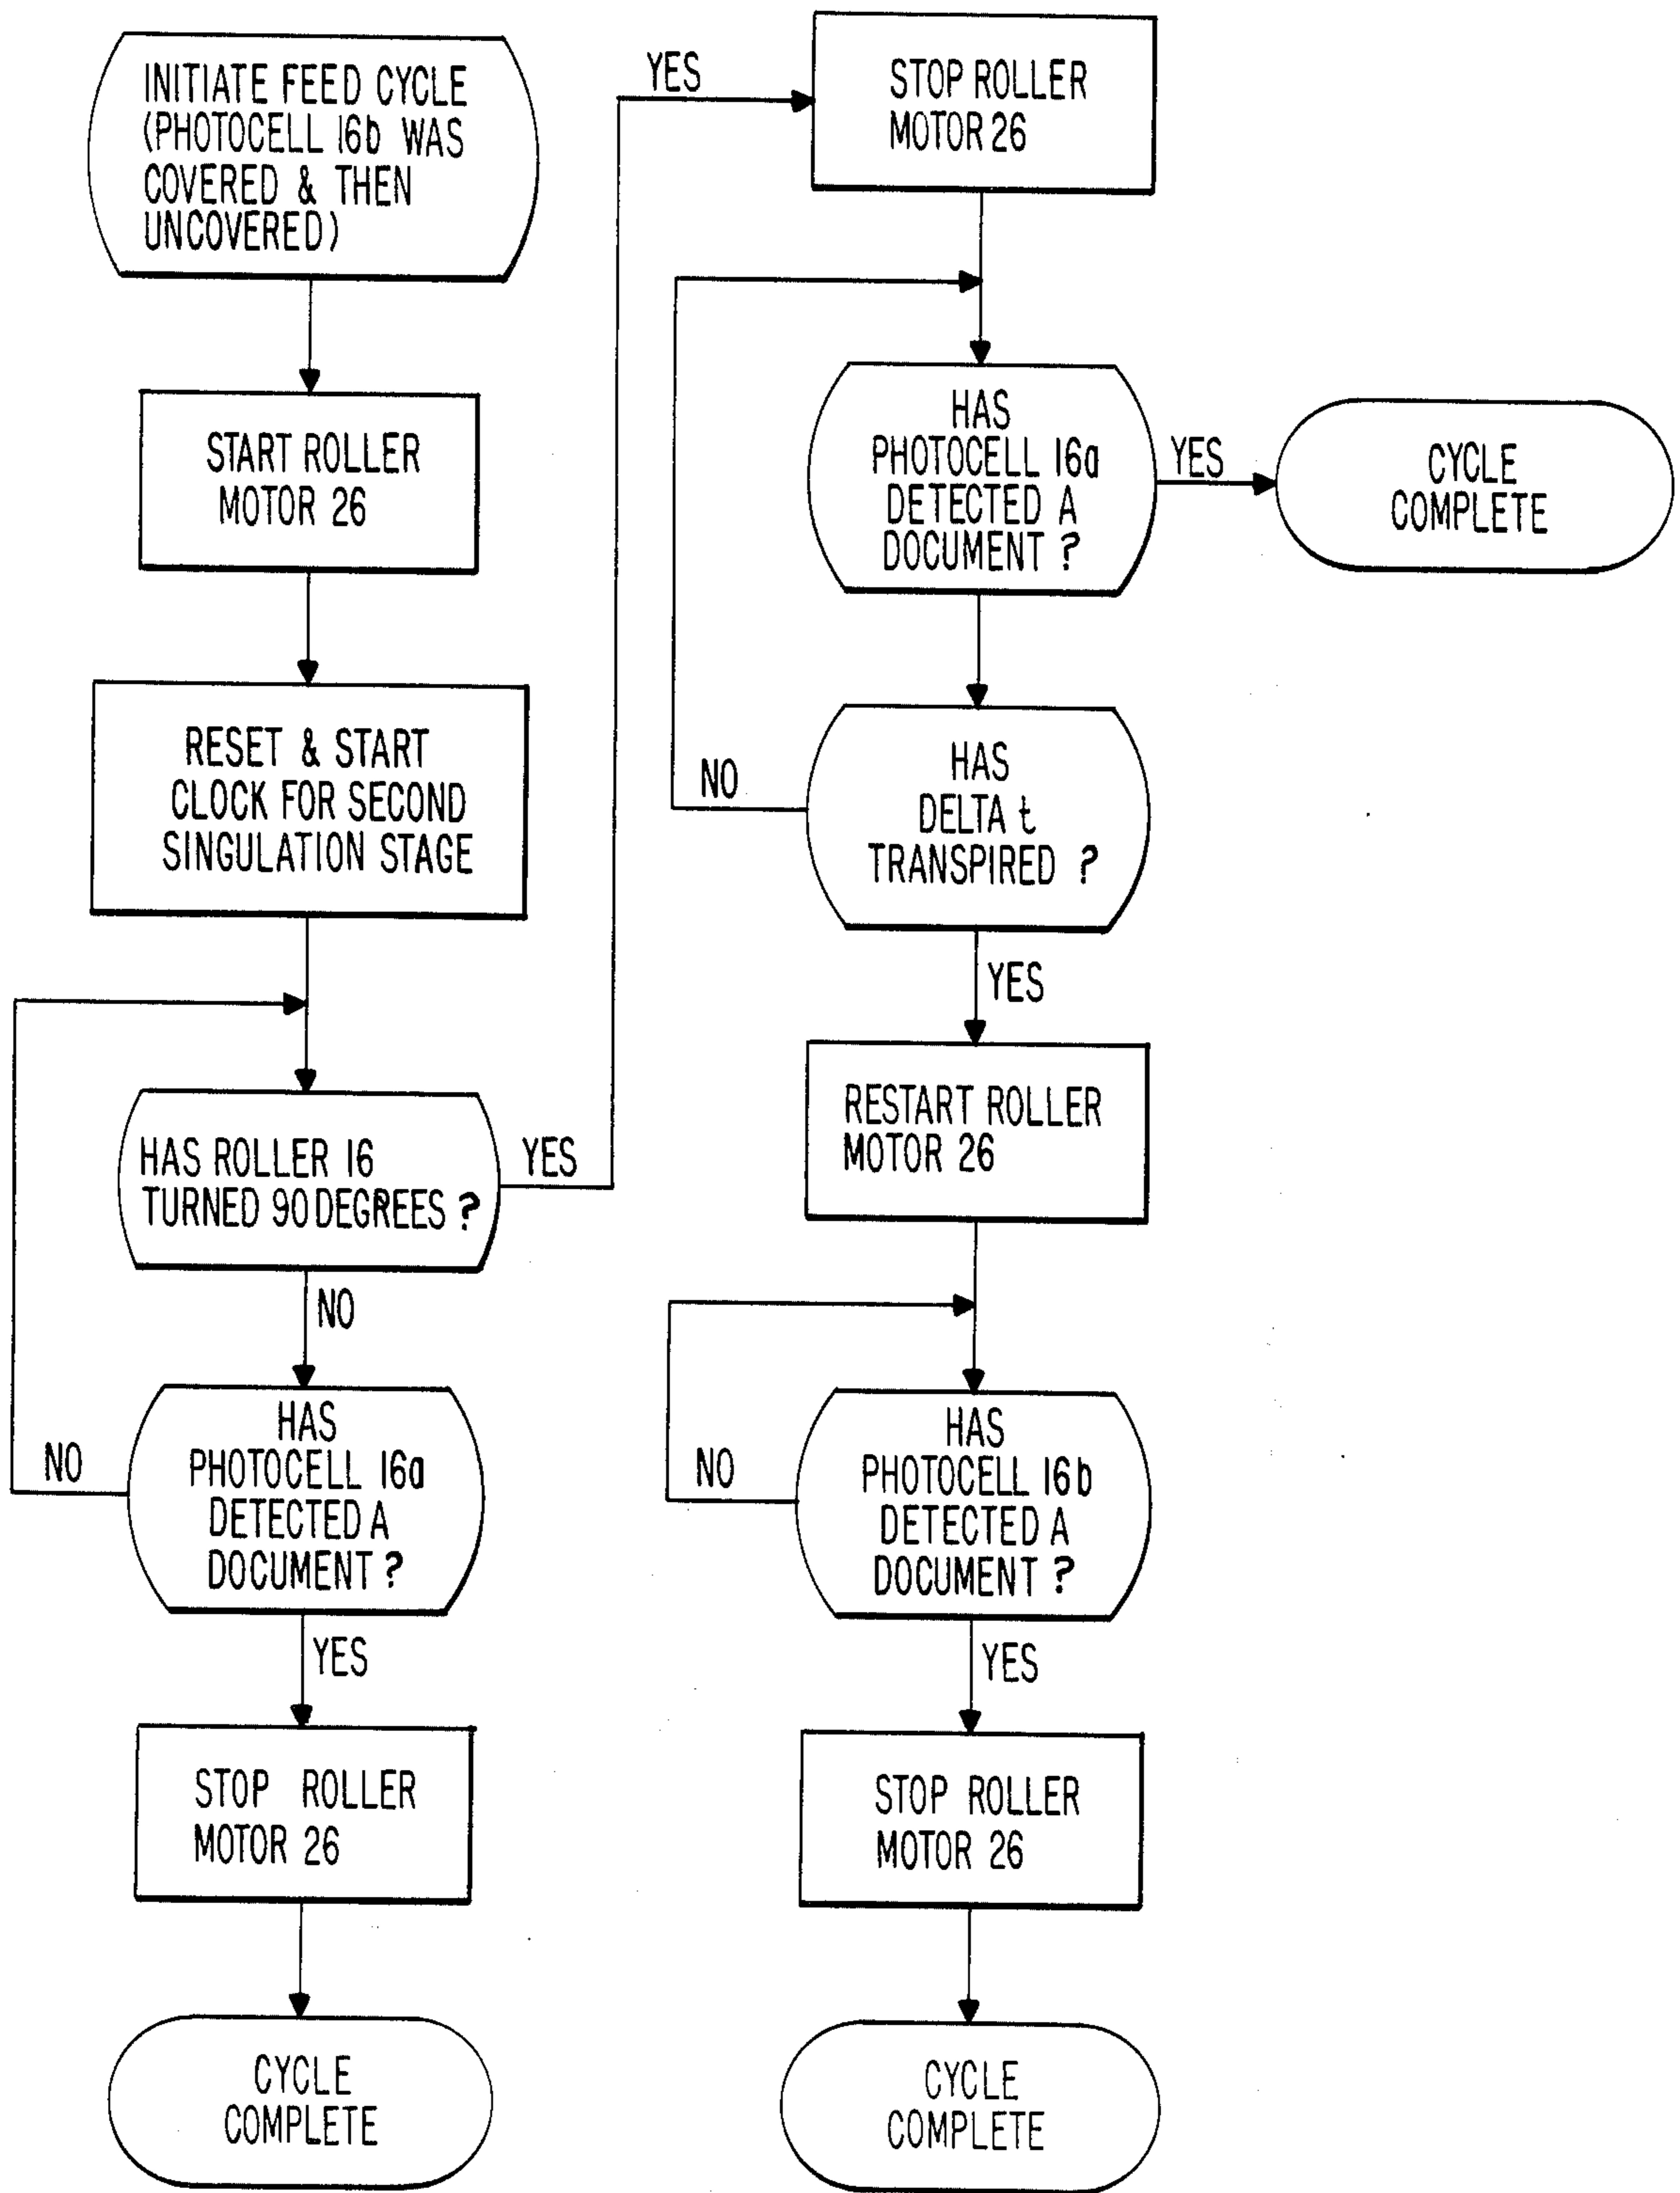 INITIATE FEED CYCLE
(PHOTOCELL 16b WAS
COVERED & THEN
UNCOVERED)
START ROLLER
MOTOR 26
RESET & START
CLOCK FOR SECOND
SINGULATION STAGE
HAS ROLLER 16
TURNED 90 DEGREES ?
YES
NO
HAS
PHOTOCELL 16a
DETECTED A
DOCUMENT ?
NO
YES
STOP ROLLER
MOTOR 26
CYCLE
COMPLETE
YES
STOP ROLLER
MOTOR 26
HAS
PHOTOCELL 16a
DETECTED A
DOCUMENT ?
YES
CYCLE
COMPLETE
HAS
DELTA t
TRANSPIRED ?
NO
YES
RESTART ROLLER
MOTOR 26
HAS
PHOTOCELL 16b
DETECTED A
DOCUMENT ?
NO
YES
STOP ROLLER
MOTOR 26
CYCLE
COMPLETE